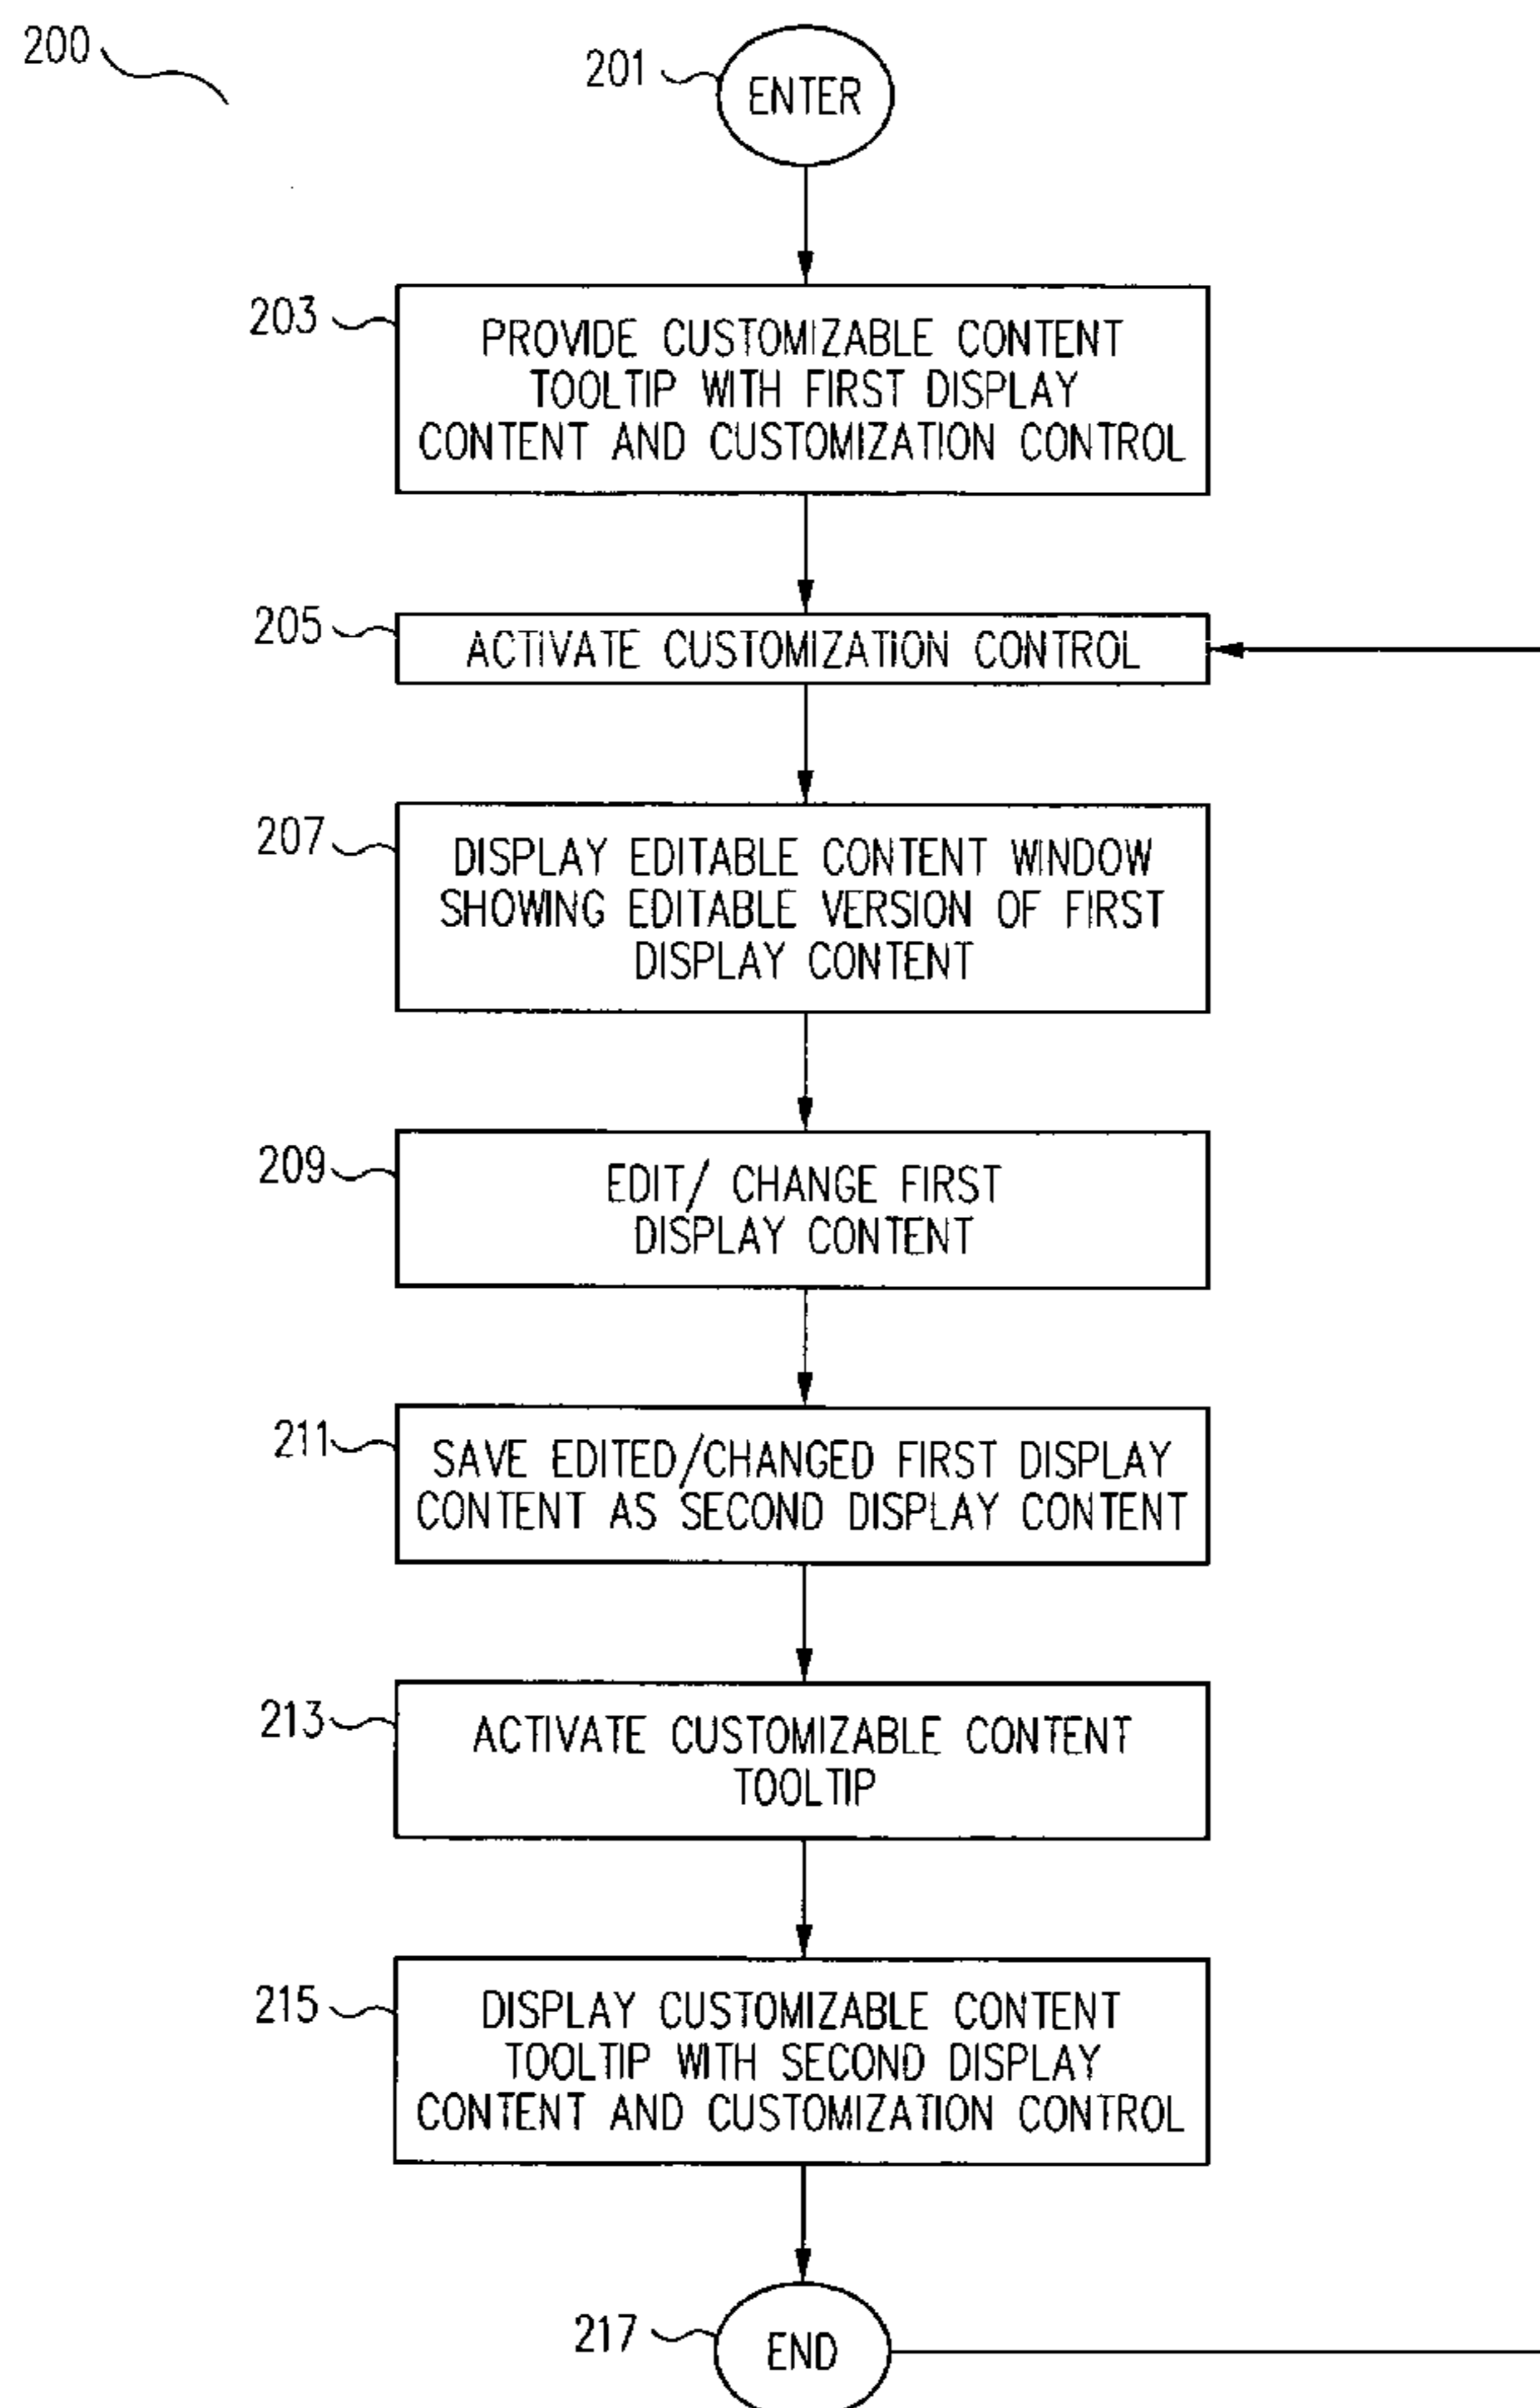 200
201
ENTER
203
PROVIDE CUSTOMIZABLE CONTENT
TOOLTIP WITH FIRST DISPLAY
CONTENT AND CUSTOMIZATION CONTROL
205
ACTIVATE CUSTOMIZATION CONTROL
207
DISPLAY EDITABLE CONTENT WINDOW
SHOWING EDITABLE VERSION OF FIRST
DISPLAY CONTENT
209
EDIT/ CHANGE FIRST
DISPLAY CONTENT
211
SAVE EDITED/CHANGED FIRST DISPLAY
CONTENT AS SECOND DISPLAY CONTENT
213
ACTIVATE CUSTOMIZABLE CONTENT
TOOLTIP
215
DISPLAY CUSTOMIZABLE CONTENT
TOOLTIP WITH SECOND DISPLAY
CONTENT AND CUSTOMIZATION CONTROL
217
END